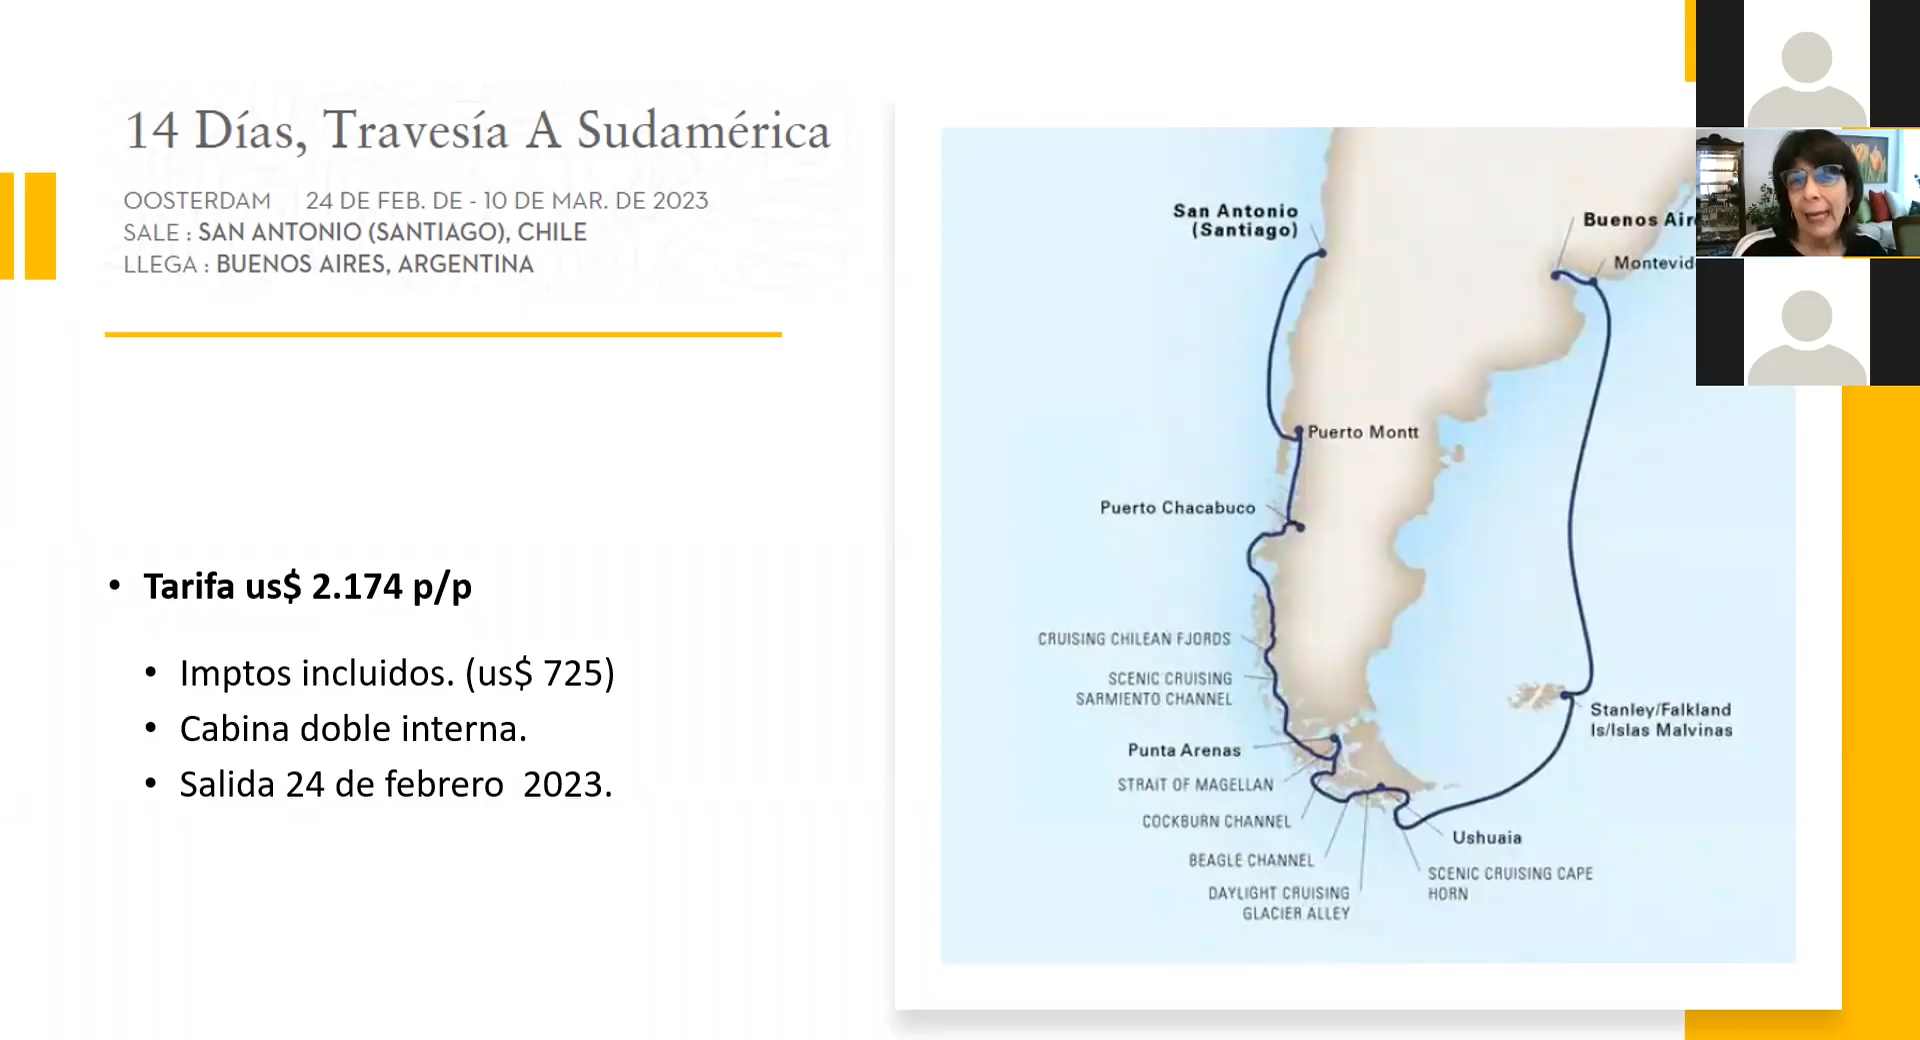 14 Días, Travesía A Sudamérica
OOSTERDAM 24 DE FEB. DE - 10 DE MAR. DE 2023
SALE : SAN ANTONIO (SANTIAGO), CHILE
LLEGA : BUENOS AIRES, ARGENTINA
• Tarifa us$ 2.174 p/p
• Imptos incluidos. (us$ 725)
• Cabina doble interna.
• Salida 24 de febrero 2023.
San Antonio
(Santiago)
Buenos Air
Montevid
Puerto Montt
Puerto Chacabuco
CRUISING CHILEAN FJORDS
SCENIC CRUISING
SARMIENTO CHANNEL
Stanley/Falkland
Is/Islas Malvinas
Punta Arenas
STRAIT OF MAGELLAN
COCKBURN CHANNEL
Ushuaia
BEAGLE CHANNEL
SCENIC CRUISING CAPE
HORN
DAYLIGHT CRUISING
GLACIER ALLEY